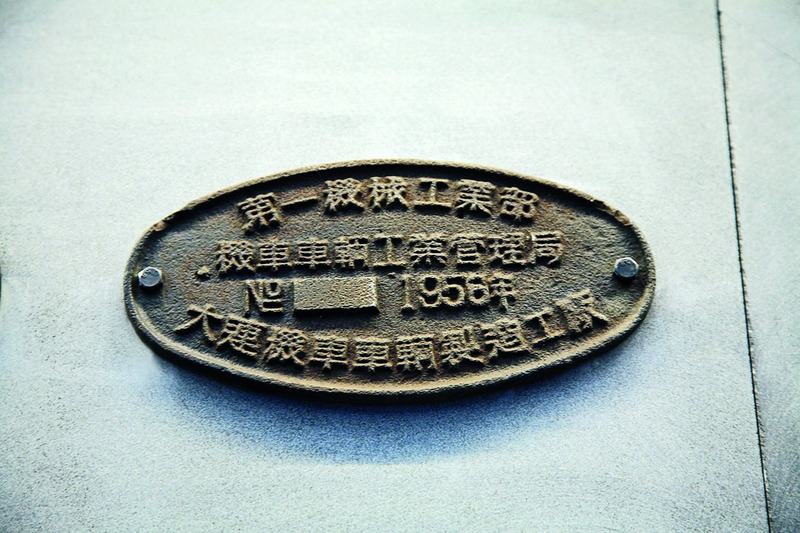 第一機械工業部
機車車輛工業管理局
№ 1956年
大連機車車輛製造工廠